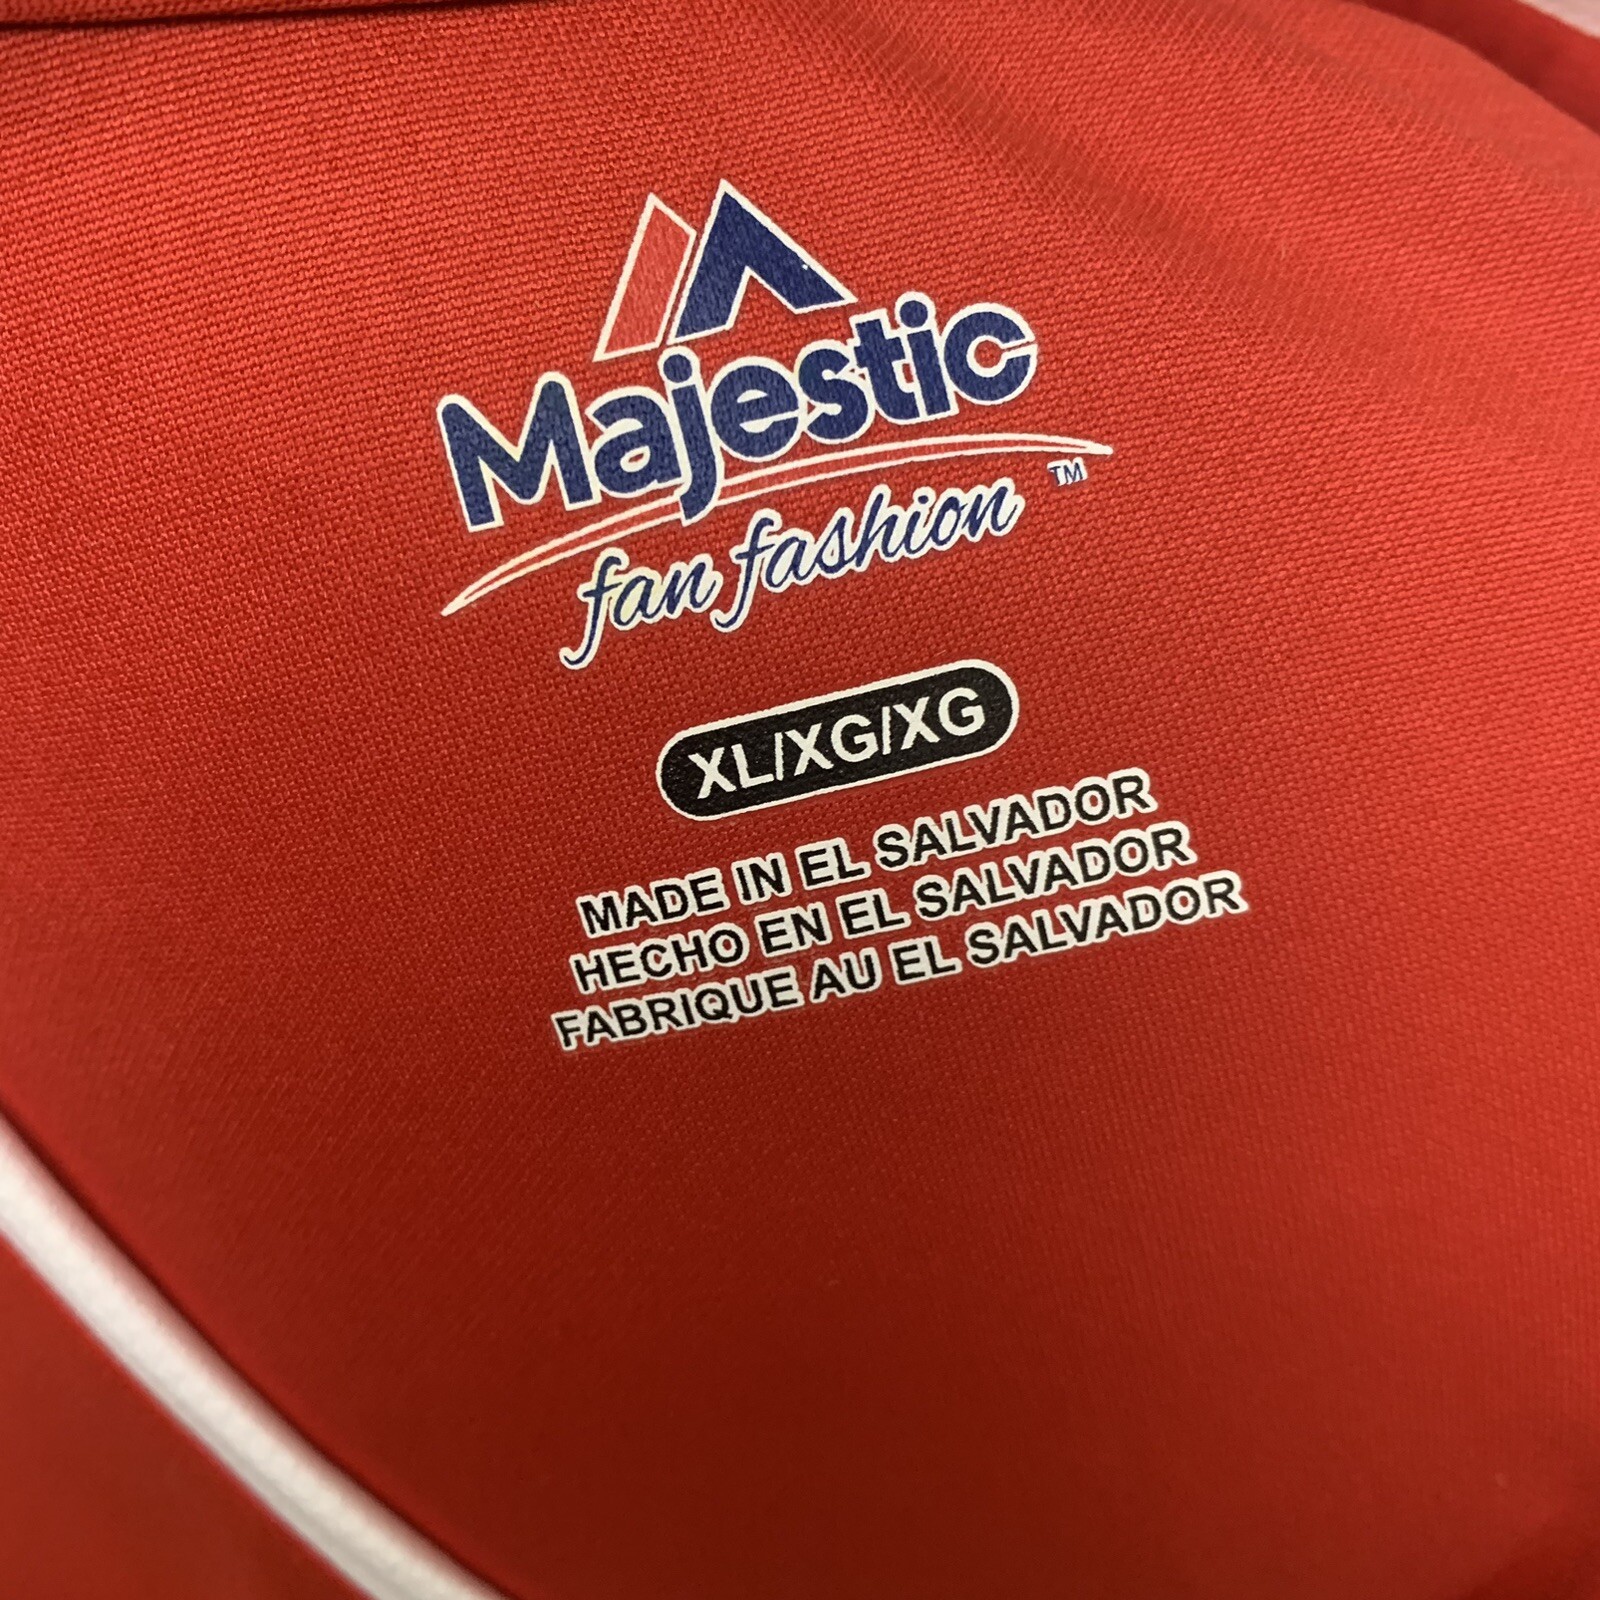 Majestic
fan fashion ™
XL/XG/XG
MADE IN EL SALVADOR
HECHO EN EL SALVADOR
FABRIQUE AU EL SALVADOR